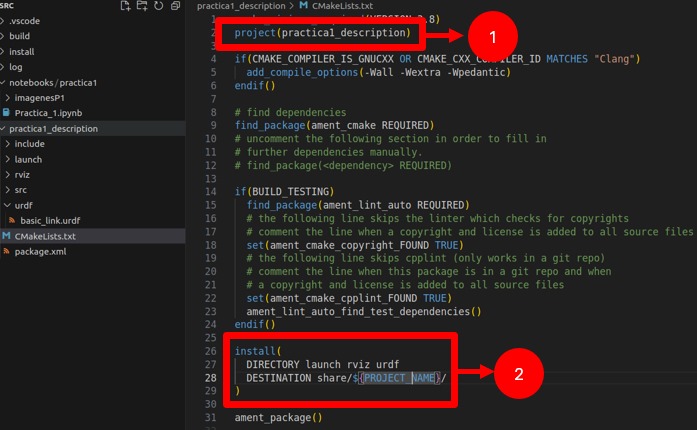 SRC
.vscode
build
install
log
notebooks/practica1
imagenesP1
Practica_1.ipynb
practica1_description
include
launch
rviz
src
urdf
basic_link.urdf
CMakeLists.txt
package.xml
practica1_description > CMakeLists.txt
1
2 project(practica1_description)
3
4 if(CMAKE_COMPILER_IS_GNUCXX OR CMAKE_CXX_COMPILER_ID MATCHES "Clang")
5 add_compile_options(-Wall -Wextra -Wpedantic)
6 endif()
7
8 # find dependencies
9 find_package(ament_cmake REQUIRED)
10 # uncomment the following section in order to fill in
11 # further dependencies manually.
12 # find_package(<dependency> REQUIRED)
13
14 if(BUILD_TESTING)
15 find_package(ament_lint_auto REQUIRED)
16 # the following line skips the linter which checks for copyrights
17 # comment the line when a copyright and license is added to all source files
18 set(ament_cmake_copyright_FOUND TRUE)
19 # the following line skips cpplint (only works in a git repo)
20 # comment the line when this package is in a git repo and when
21 # a copyright and license is added to all source files
22 set(ament_cmake_cpplint_FOUND TRUE)
23 ament_lint_auto_find_test_dependencies()
24 endif()
25
26 install(
27 DIRECTORY launch rviz urdf
28 DESTINATION share/${PROJECT_NAME}/
29 )
30
31 ament_package()
1
2